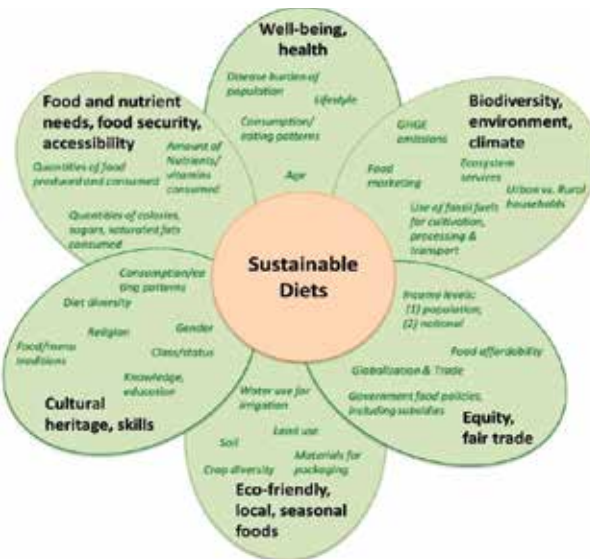 Well-being,
health
Disease burden of
population
Lifestyle
Consumption/
eating patterns
Age
Biodiversity,
environment,
climate
GHGE
emissions
Ecosystem
services
Food
marketing
Urban vs. Rural
households
Use of fossil fuels
for cultivation,
processing &
transport
Income levels:
(1) population;
(2) national
Food affordability
Globalization & Trade
Government food policies,
including subsidies
Equity,
fair trade
Water use for
irrigation
Land use
Soil
Materials for
packaging
Crop diversity
Eco-friendly,
local, seasonal
foods
Consumption/ea
ting patterns
Diet diversity
Religion
Gender
Food/menu
traditions
Class/status
Knowledge,
education
Cultural
heritage, skills
Food and nutrient
needs, food security,
accessibility
Amount of
Nutrients/
vitamins
consumed
Quantities of food
produced and consumed
Quantities of calories,
sugars, saturated fats
consumed
Sustainable
Diets